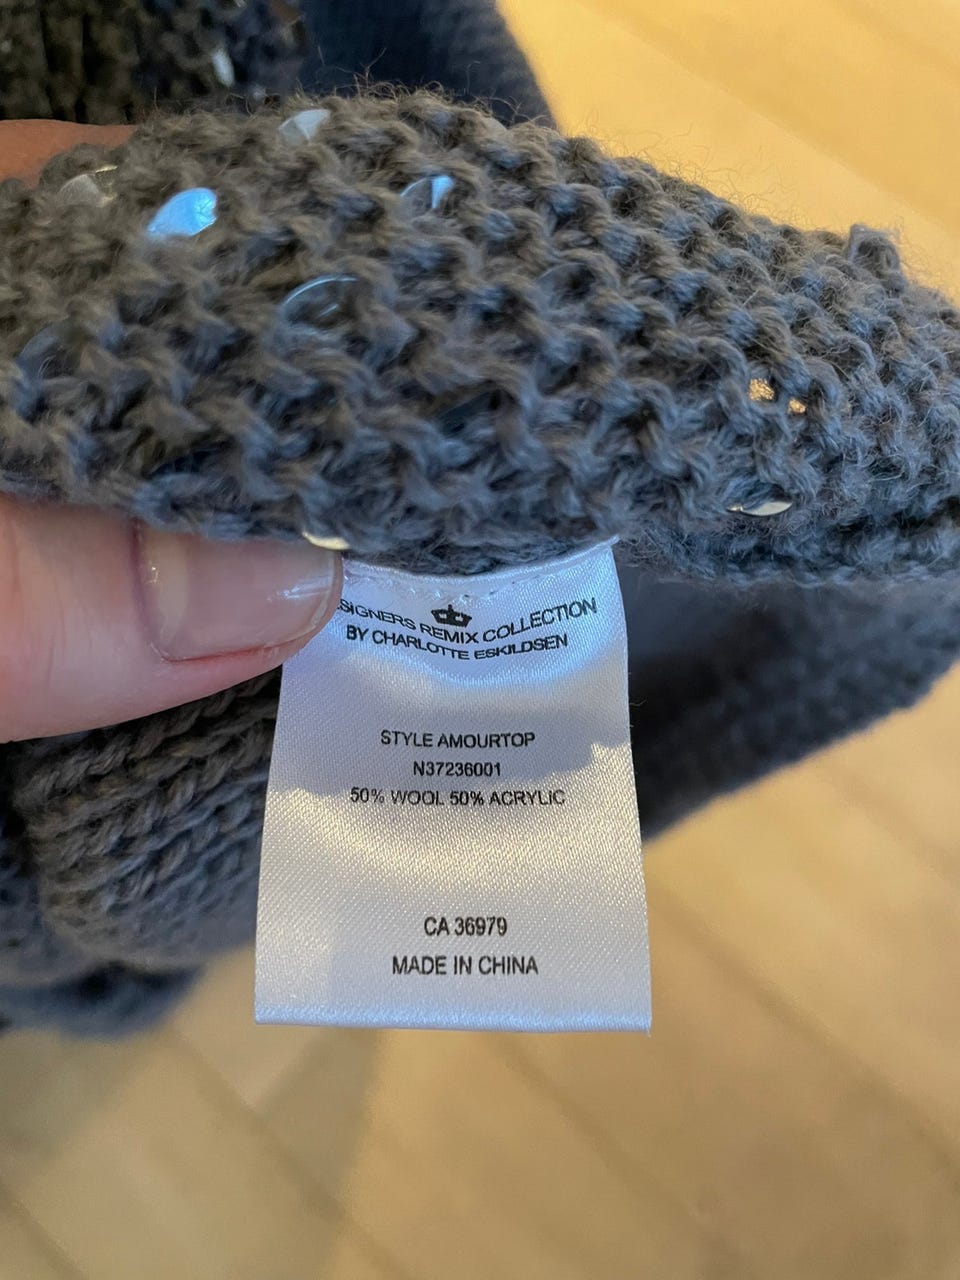 SIGNERS REMIX COLLECTION
BY CHARLOTTE ESKILDSEN
STYLE AMOURTOP
N37236001
50% WOOL 50% ACRYLIC
CA 36979
MADE IN CHINA